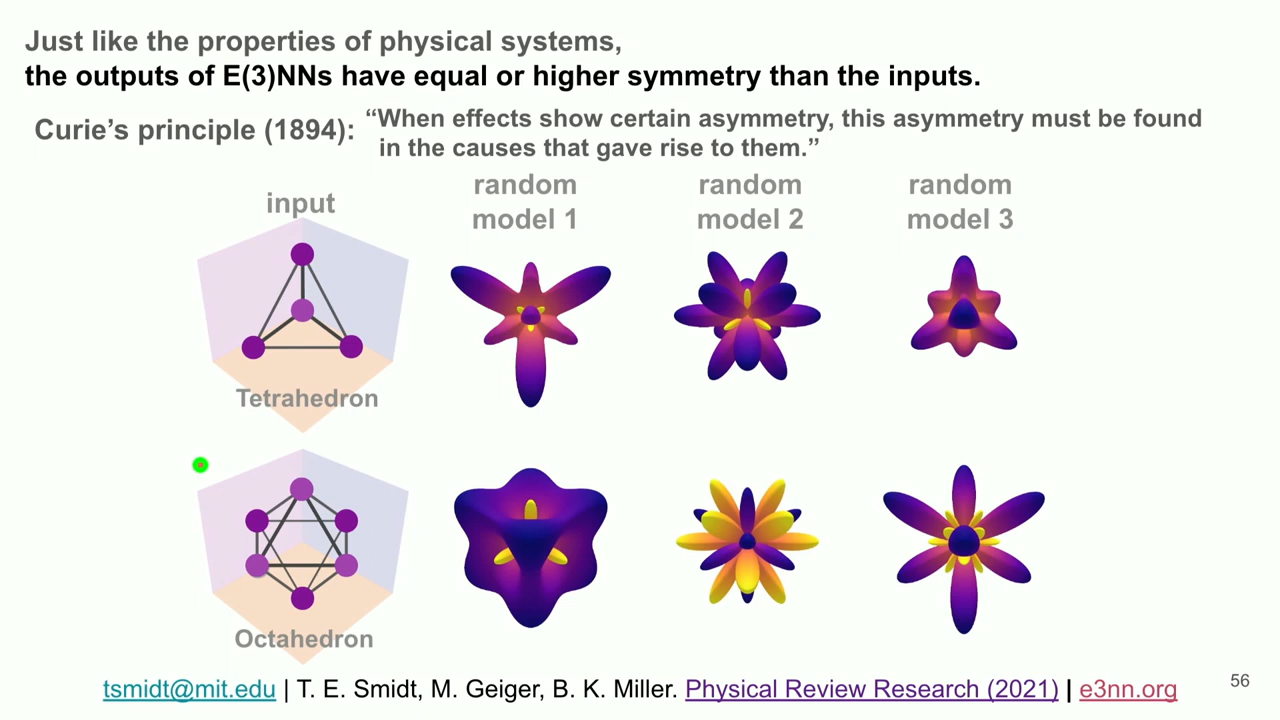 Just like the properties of physical systems,
the outputs of E(3)NNs have equal or higher symmetry than the inputs.
Curie’s principle (1894): “When effects show certain asymmetry, this asymmetry must be found
in the causes that gave rise to them.”
input
random
model 1
random
model 2
random
model 3
Tetrahedron
Octahedron
tsmidt@mit.edu | T. E. Smidt, M. Geiger, B. K. Miller. Physical Review Research (2021) | e3nn.org
56